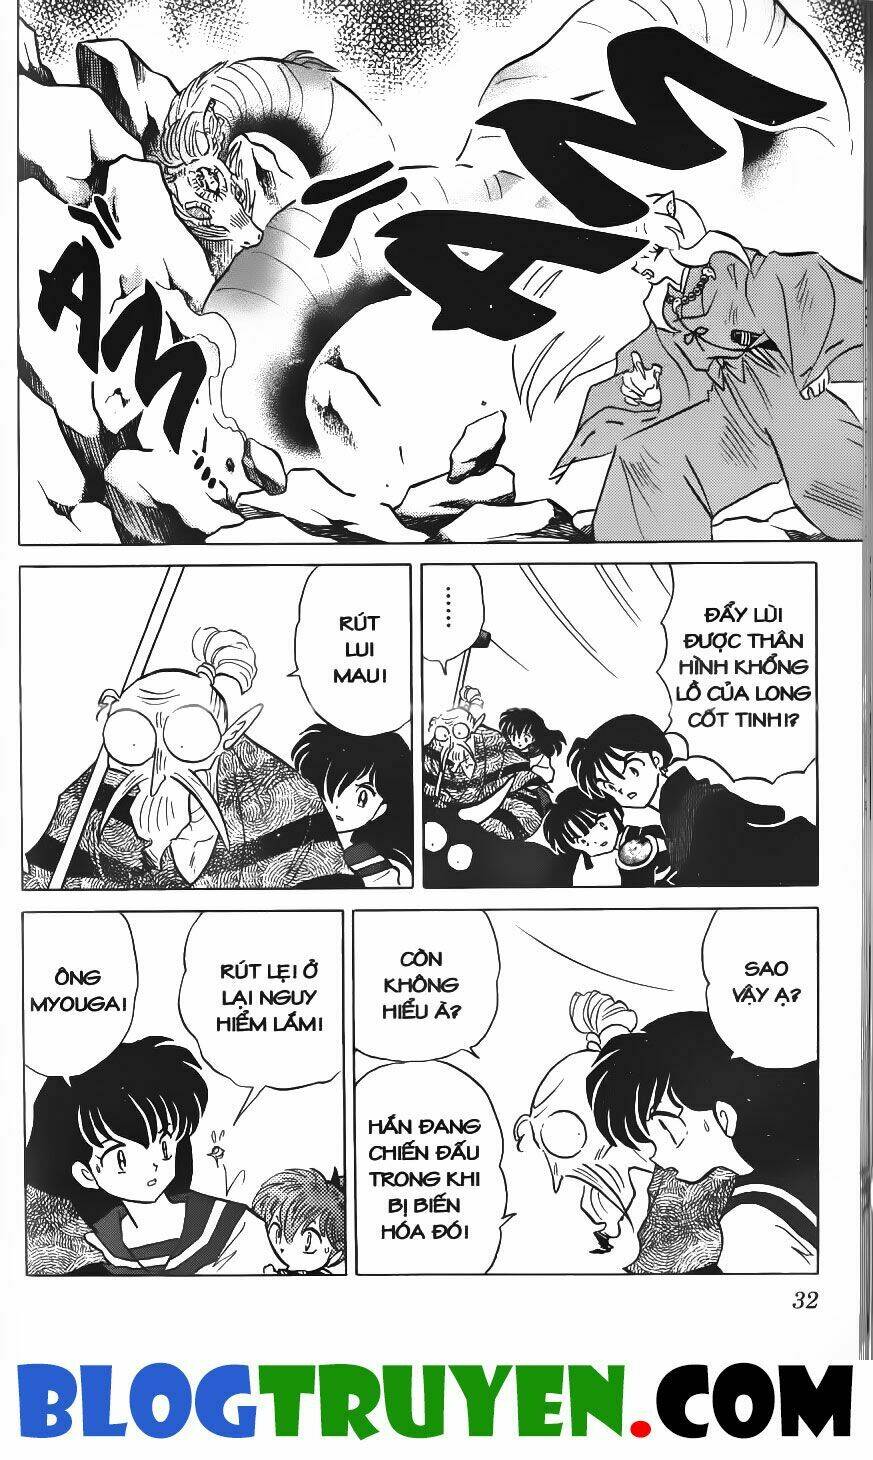 ẦM
ẦM
ĐẨY LÙI
ĐƯỢC THÂN
HÌNH KHỔNG
LỒ CỦA LONG
CỐT TINH!?
......
RÚT
LUI
MAU!
SAO
VẬY Ạ?
CÒN
KHÔNG
HIỂU À?
HẮN ĐANG
CHIẾN ĐẤU
TRONG KHI
BỊ BIẾN
HÓA ĐÓ!
RÚT LẸ! Ở
LẠI NGUY
HIỂM LẮM!
ÔNG
MYOUGA!
32
BLOGTRUYEN.COM